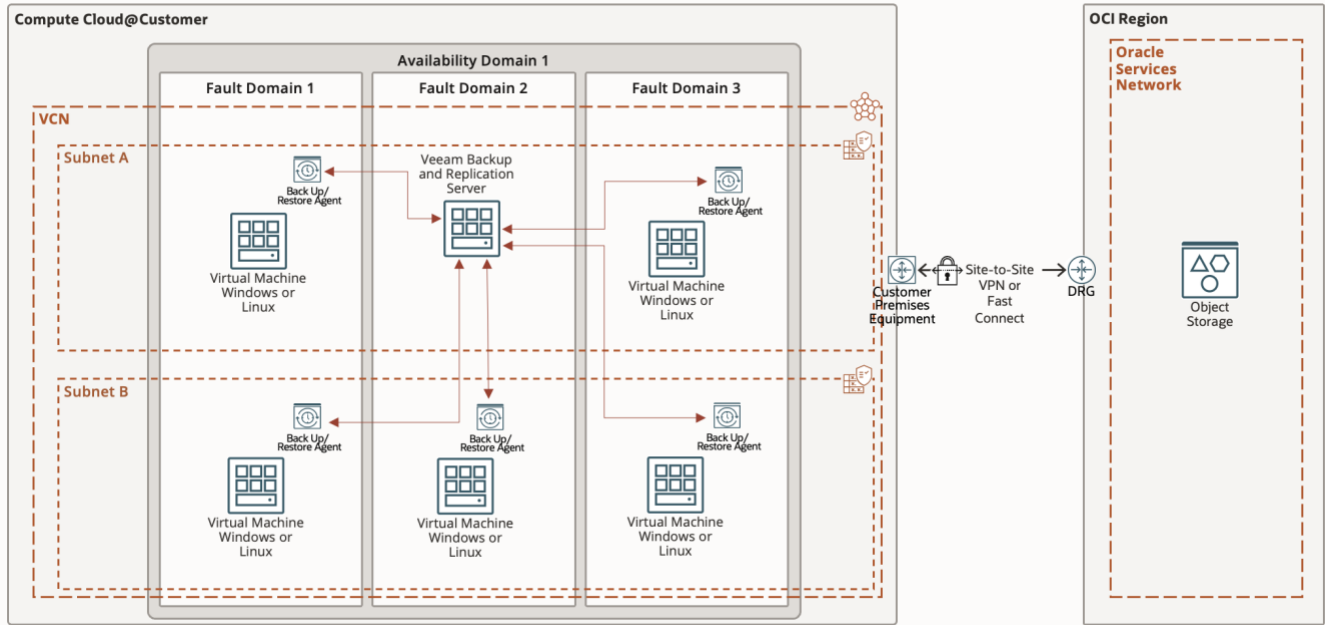 Compute Cloud@Customer
OCI Region
Availability Domain 1
Fault Domain 1
Fault Domain 2
Fault Domain 3
Oracle
Services
Network
VCN
Subnet A
Back Up/
Restore Agent
Virtual Machine
Windows or
Linux
Veeam Backup
and Replication
Server
Back Up/
Restore Agent
Virtual Machine
Windows or
Linux
Customer
Premises
Equipment
Site-to-Site
VPN or
Fast
Connect
DRG
Object
Storage
Subnet B
Back Up/
Restore Agent
Virtual Machine
Windows or
Linux
Back Up/
Restore Agent
Virtual Machine
Windows or
Linux
Back Up/
Restore Agent
Virtual Machine
Windows or
Linux